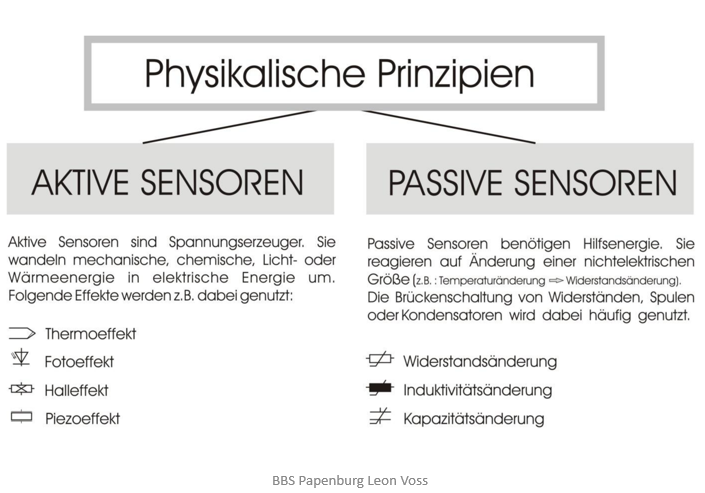 Physikalische Prinzipien
AKTIVE SENSOREN
Aktive Sensoren sind Spannungserzeuger. Sie
wandeln mechanische, chemische, Licht- oder
Wärmeenergie in elektrische Energie um.
Folgende Effekte werden z.B. dabei genutzt:
Thermoeffekt
Fotoeffekt
Halleffekt
Piezoeffekt
PASSIVE SENSOREN
Passive Sensoren benötigen Hilfsenergie. Sie
reagieren auf Änderung einer nichtelektrischen
Größe (z.B. : Temperaturänderung ⇒ Widerstandsänderung).
Die Brückenschaltung von Widerständen, Spulen
oder Kondensatoren wird dabei häufig genutzt.
Widerstandsänderung
Induktivitätsänderung
Kapazitätsänderung
BBS Papenburg Leon Voss